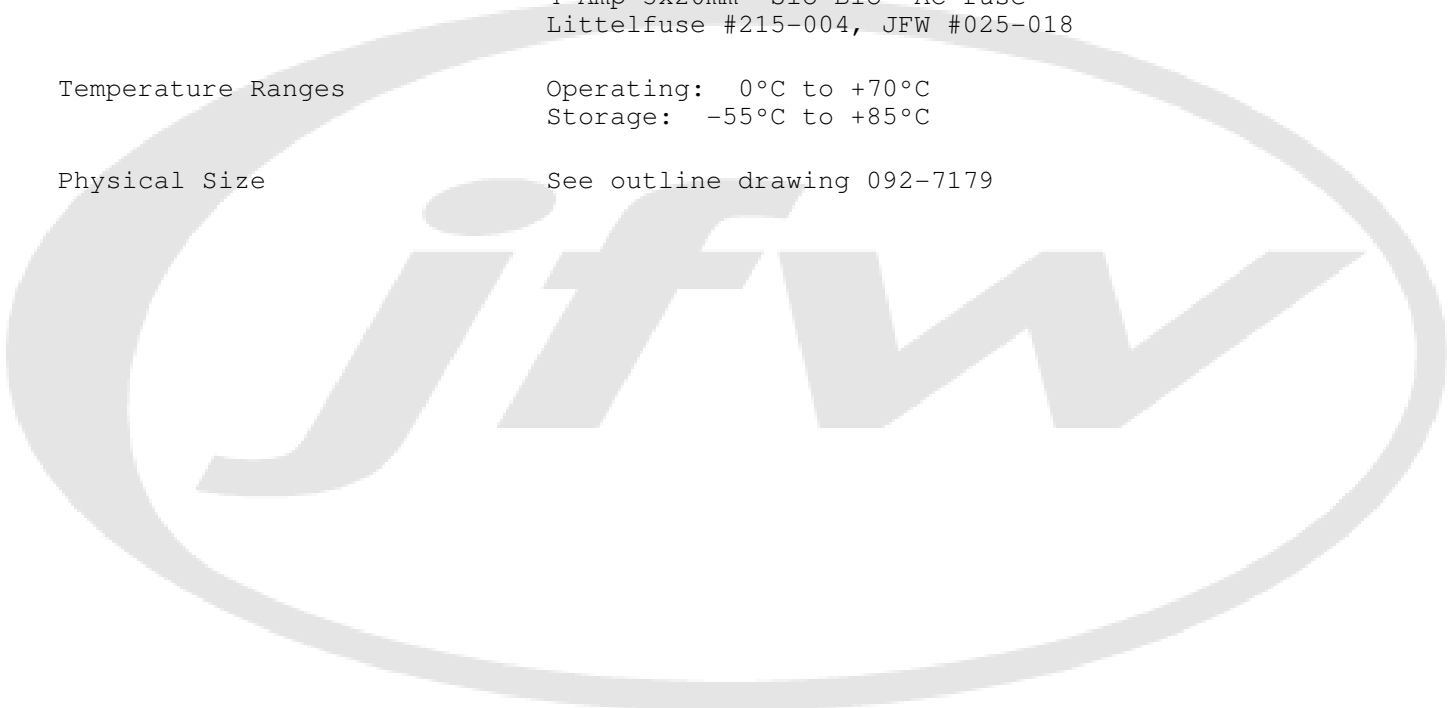 Littelfuse #215-004, JFW #025-018
Temperature Ranges Operating: 0°C to +70°C
Storage: -55°C to +85°C
Physical Size See outline drawing 092-7179
jfw